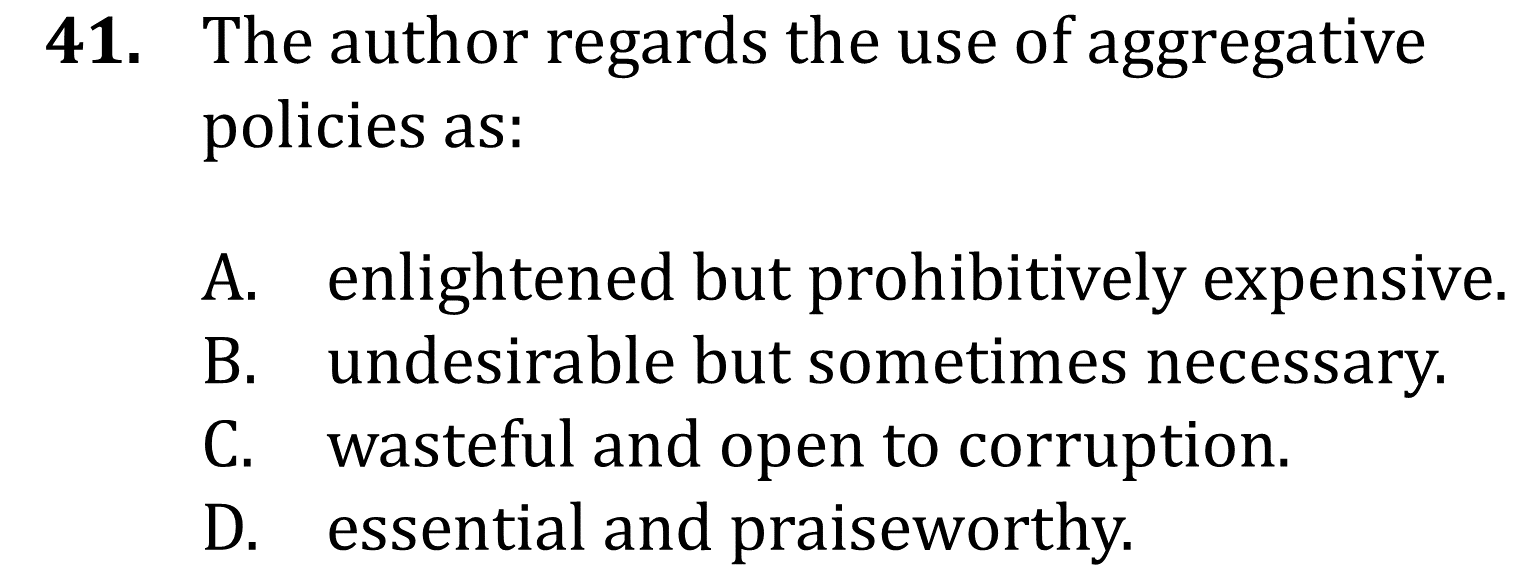 41. The author regards the use of aggregative
policies as:
A. enlightened but prohibitively expensive.
B. undesirable but sometimes necessary.
C. wasteful and open to corruption.
D. essential and praiseworthy.